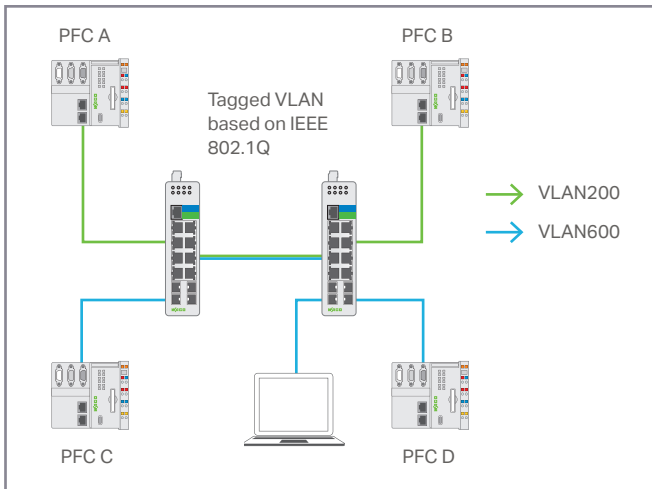 PFC A
PFC B
Tagged VLAN
based on IEEE
802.1Q
VLAN200
VLAN600
PFC C
PFC D